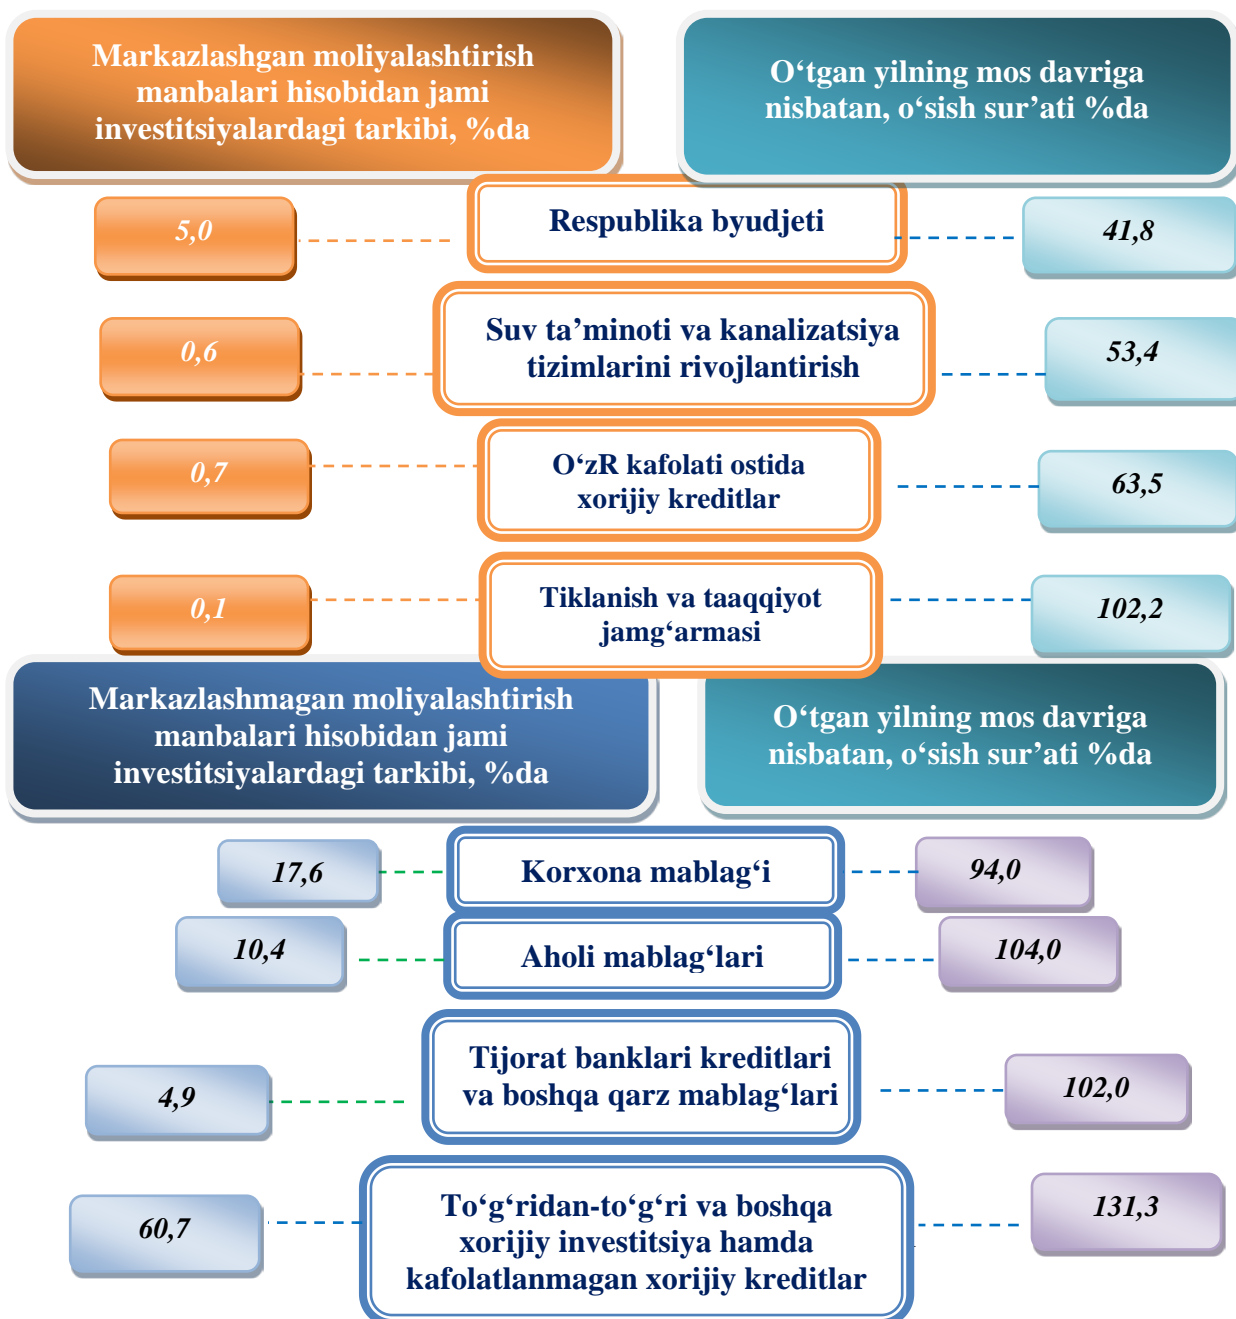 Markazlashgan moliyalashtirish
manbalari hisobidan jami
investitsiyalardagi tarkibi, %da
O‘tgan yilning mos davriga
nisbatan, o‘sish sur’ati %da
5,0
Respublika byudjeti
41,8
0,6
Suv ta’minoti va kanalizatsiya
tizimlarini rivojlantirish
53,4
0,7
O‘zR kafolati ostida
xorijiy kreditlar
63,5
0,1
Tiklanish va taaqqiyot
jamg‘armasi
102,2
Markazlashmagan moliyalashtirish
manbalari hisobidan jami
investitsiyalardagi tarkibi, %da
O‘tgan yilning mos davriga
nisbatan, o‘sish sur’ati %da
17,6
Korxona mablag‘i
94,0
10,4
Aholi mablag‘lari
104,0
4,9
Tijorat banklari kreditlari
va boshqa qarz mablag‘lari
102,0
60,7
To‘g‘ridan-to‘g‘ri va boshqa
xorijiy investitsiya hamda
kafolatlanmagan xorijiy kreditlar
131,3